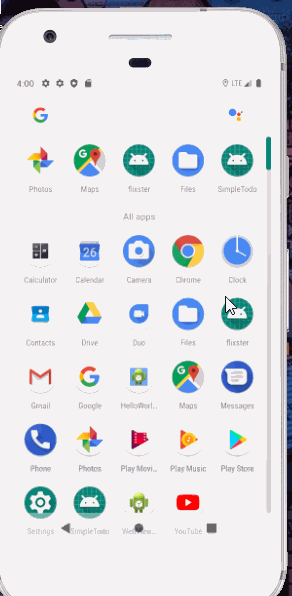 4:00 LTE
Photos Maps flixster Files SimpleTodo
All apps
Calculator Calendar Camera Chrome Clock
26
Contacts Drive Duo Files flixster
Gmail Google HelloWorl... Maps Messages
Phone Photos Play Movi... Play Music Play Store
Settings SimpleTodo WebView... YouTube